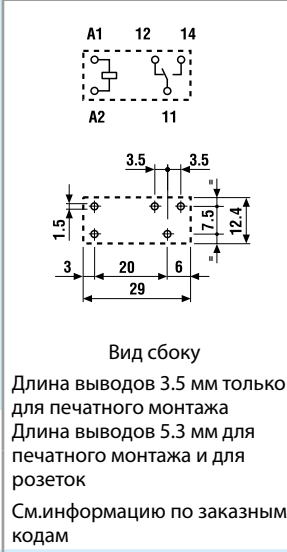 A1 12 14
A2 11
3.5 3.5
=
1.5
7.5
12.4
=
3 20 6
29
Вид сбоку
Длина выводов 3.5 мм только
для печатного монтажа
Длина выводов 5.3 мм для
печатного монтажа и для
розеток
См.информацию по заказным
кодам